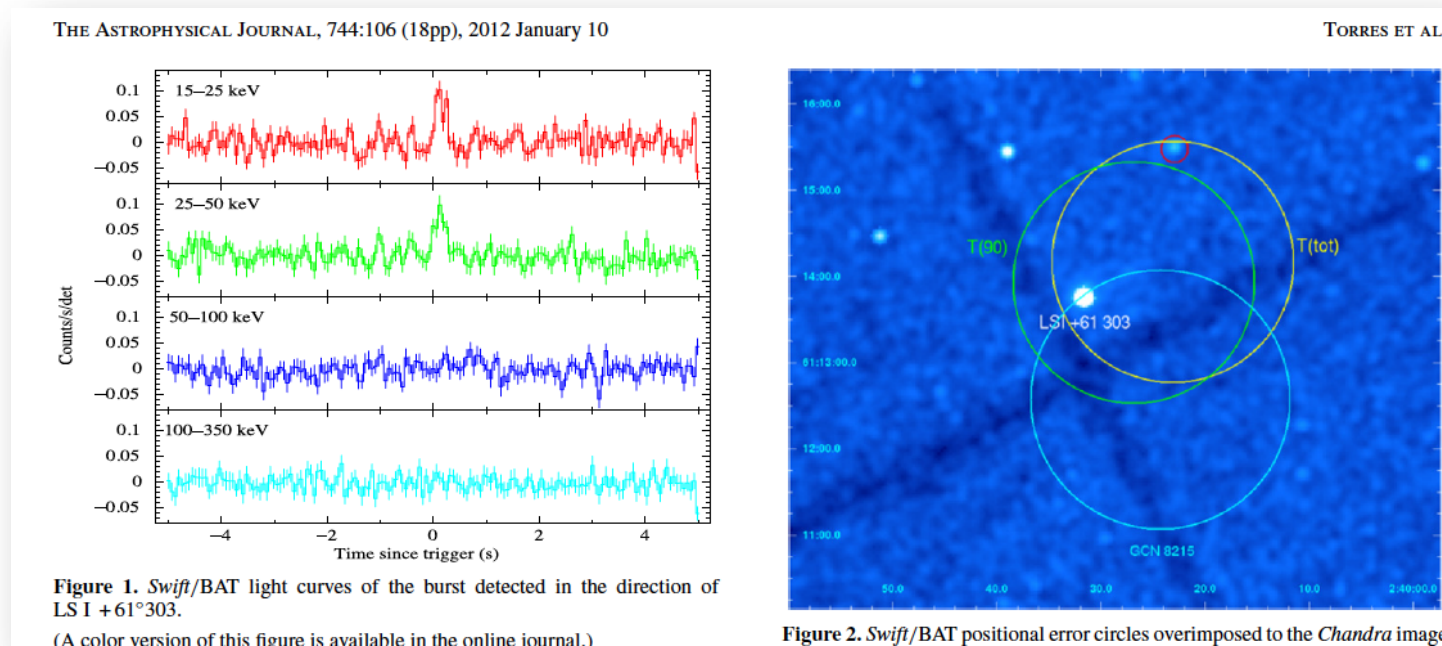 THE ASTROPHYSICAL JOURNAL, 744:106 (18pp), 2012 January 10
TORRES ET AL
0.1
0.05
0
−0.05
15−25 keV
0.1
0.05
0
−0.05
25−50 keV
0.1
0.05
0
−0.05
50−100 keV
0.1
0.05
0
−0.05
100−350 keV
Counts/s/det
−4
−2
0
2
4
Time since trigger (s)
Figure 1. Swift/BAT light curves of the burst detected in the direction of
LS I +61°303.
(A color version of this figure is available in the online journal.)
16:00.0
15:00.0
14:00.0
61:13:00.0
12:00.0
11:00.0
T(90)
T(tot)
LSI +61 303
GCN 8215
50.0
40.0
30.0
20.0
10.0
2:40:00.0
Figure 2. Swift/BAT positional error circles overimposed to the Chandra image